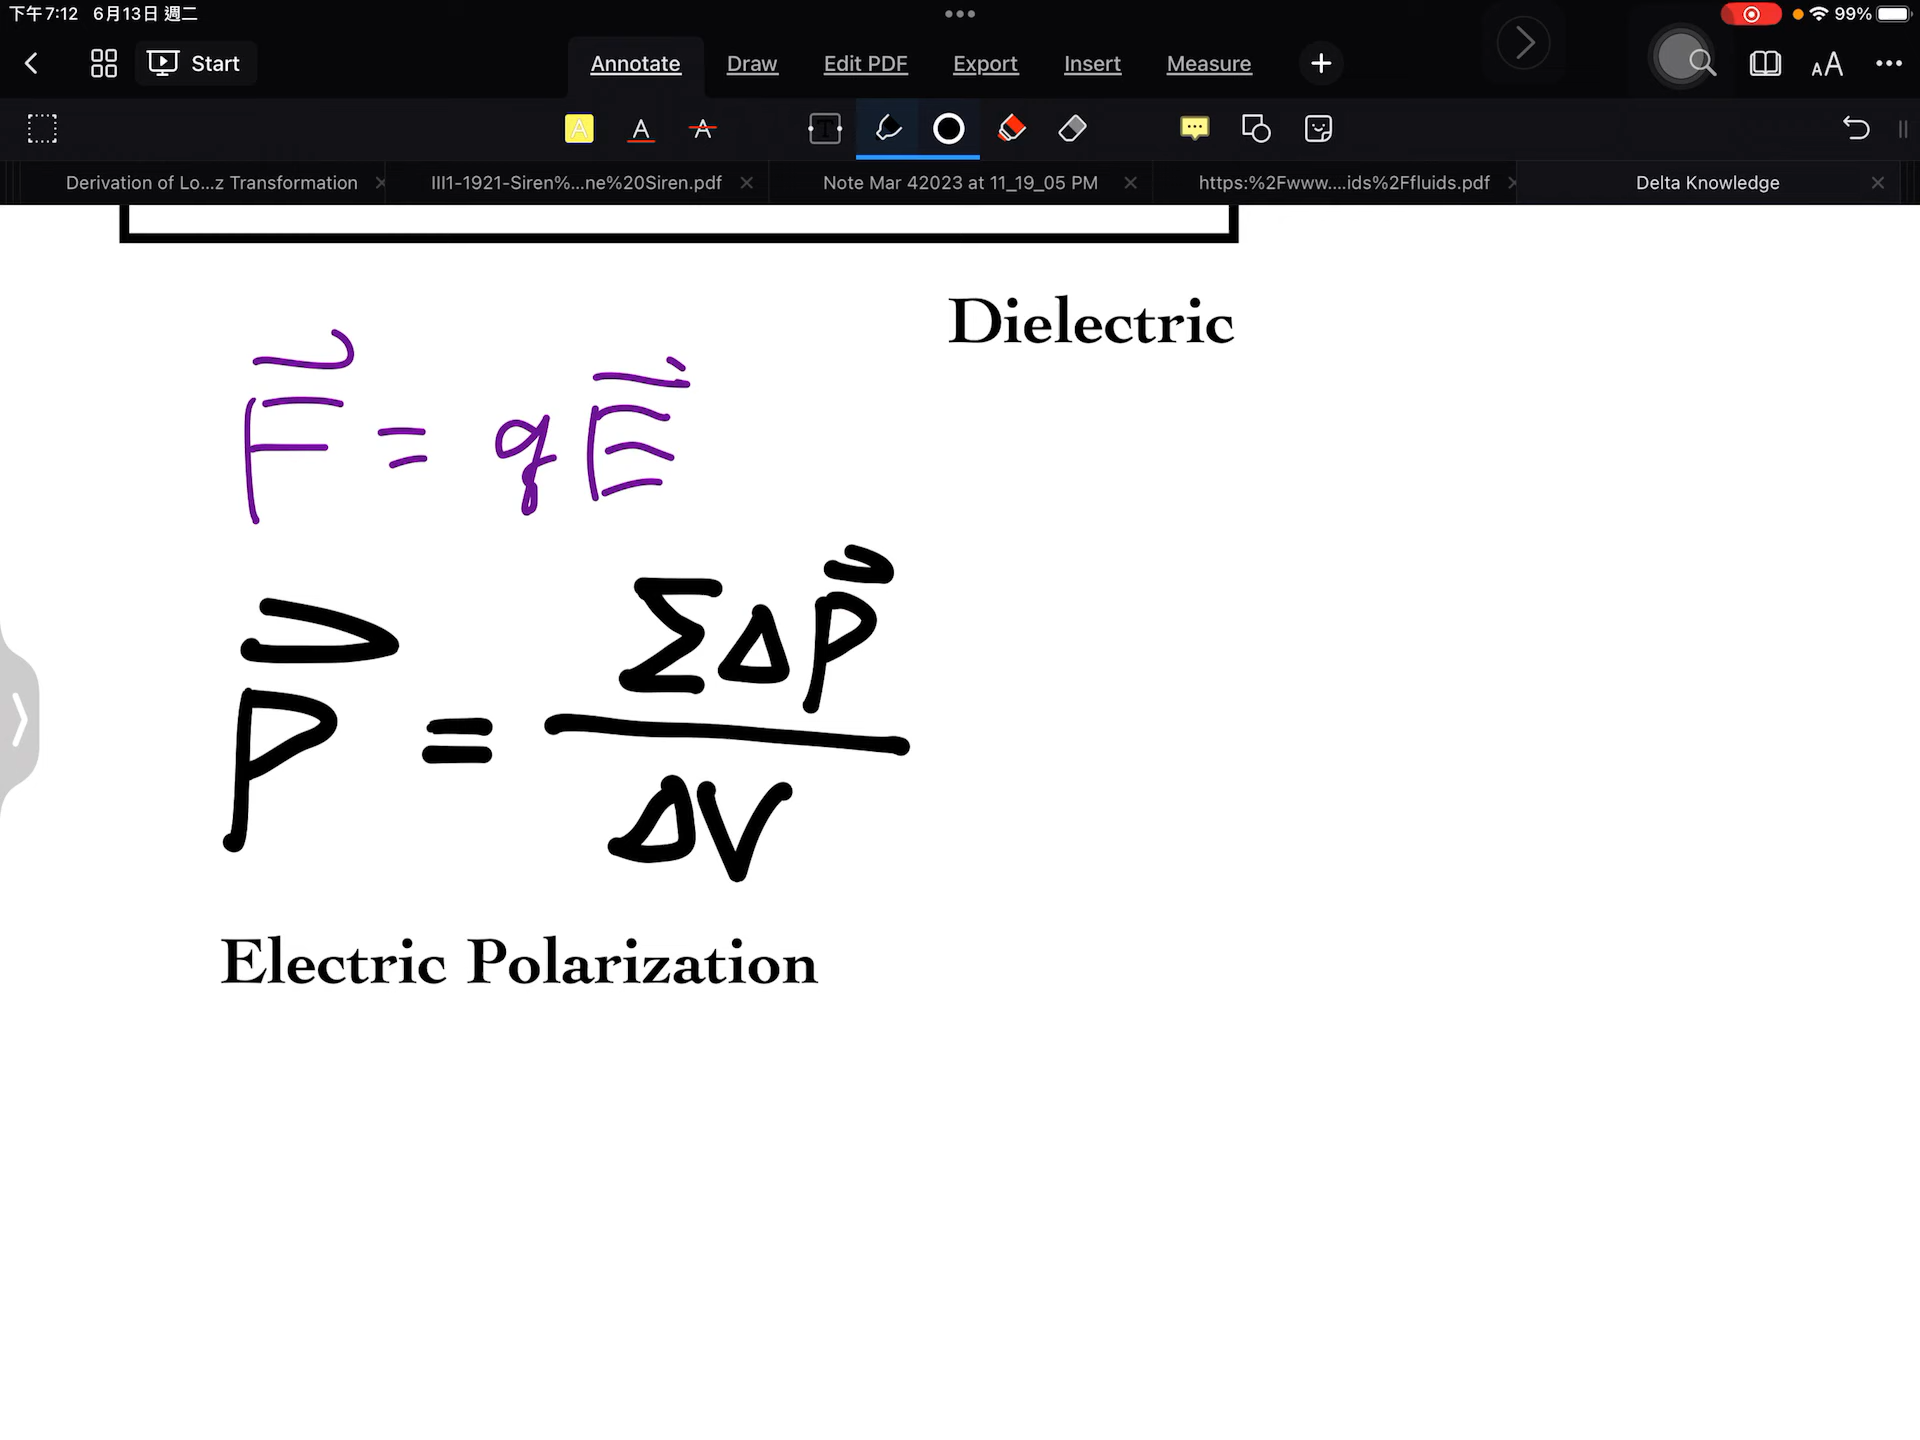 下午7:12 6月13日 週二
99%
Start
Annotate Draw Edit PDF Export Insert Measure
A A A T
AA
Derivation of Lo...z Transformation
III1-1921-Siren%...ne%20Siren.pdf
Note Mar 42023 at 11_19_05 PM
https:%2Fwww....ids%2Ffluids.pdf
Delta Knowledge
Dielectric
F⃗ = qE⃗
P⃗ = ΣΔp⃗ / ΔV
Electric Polarization